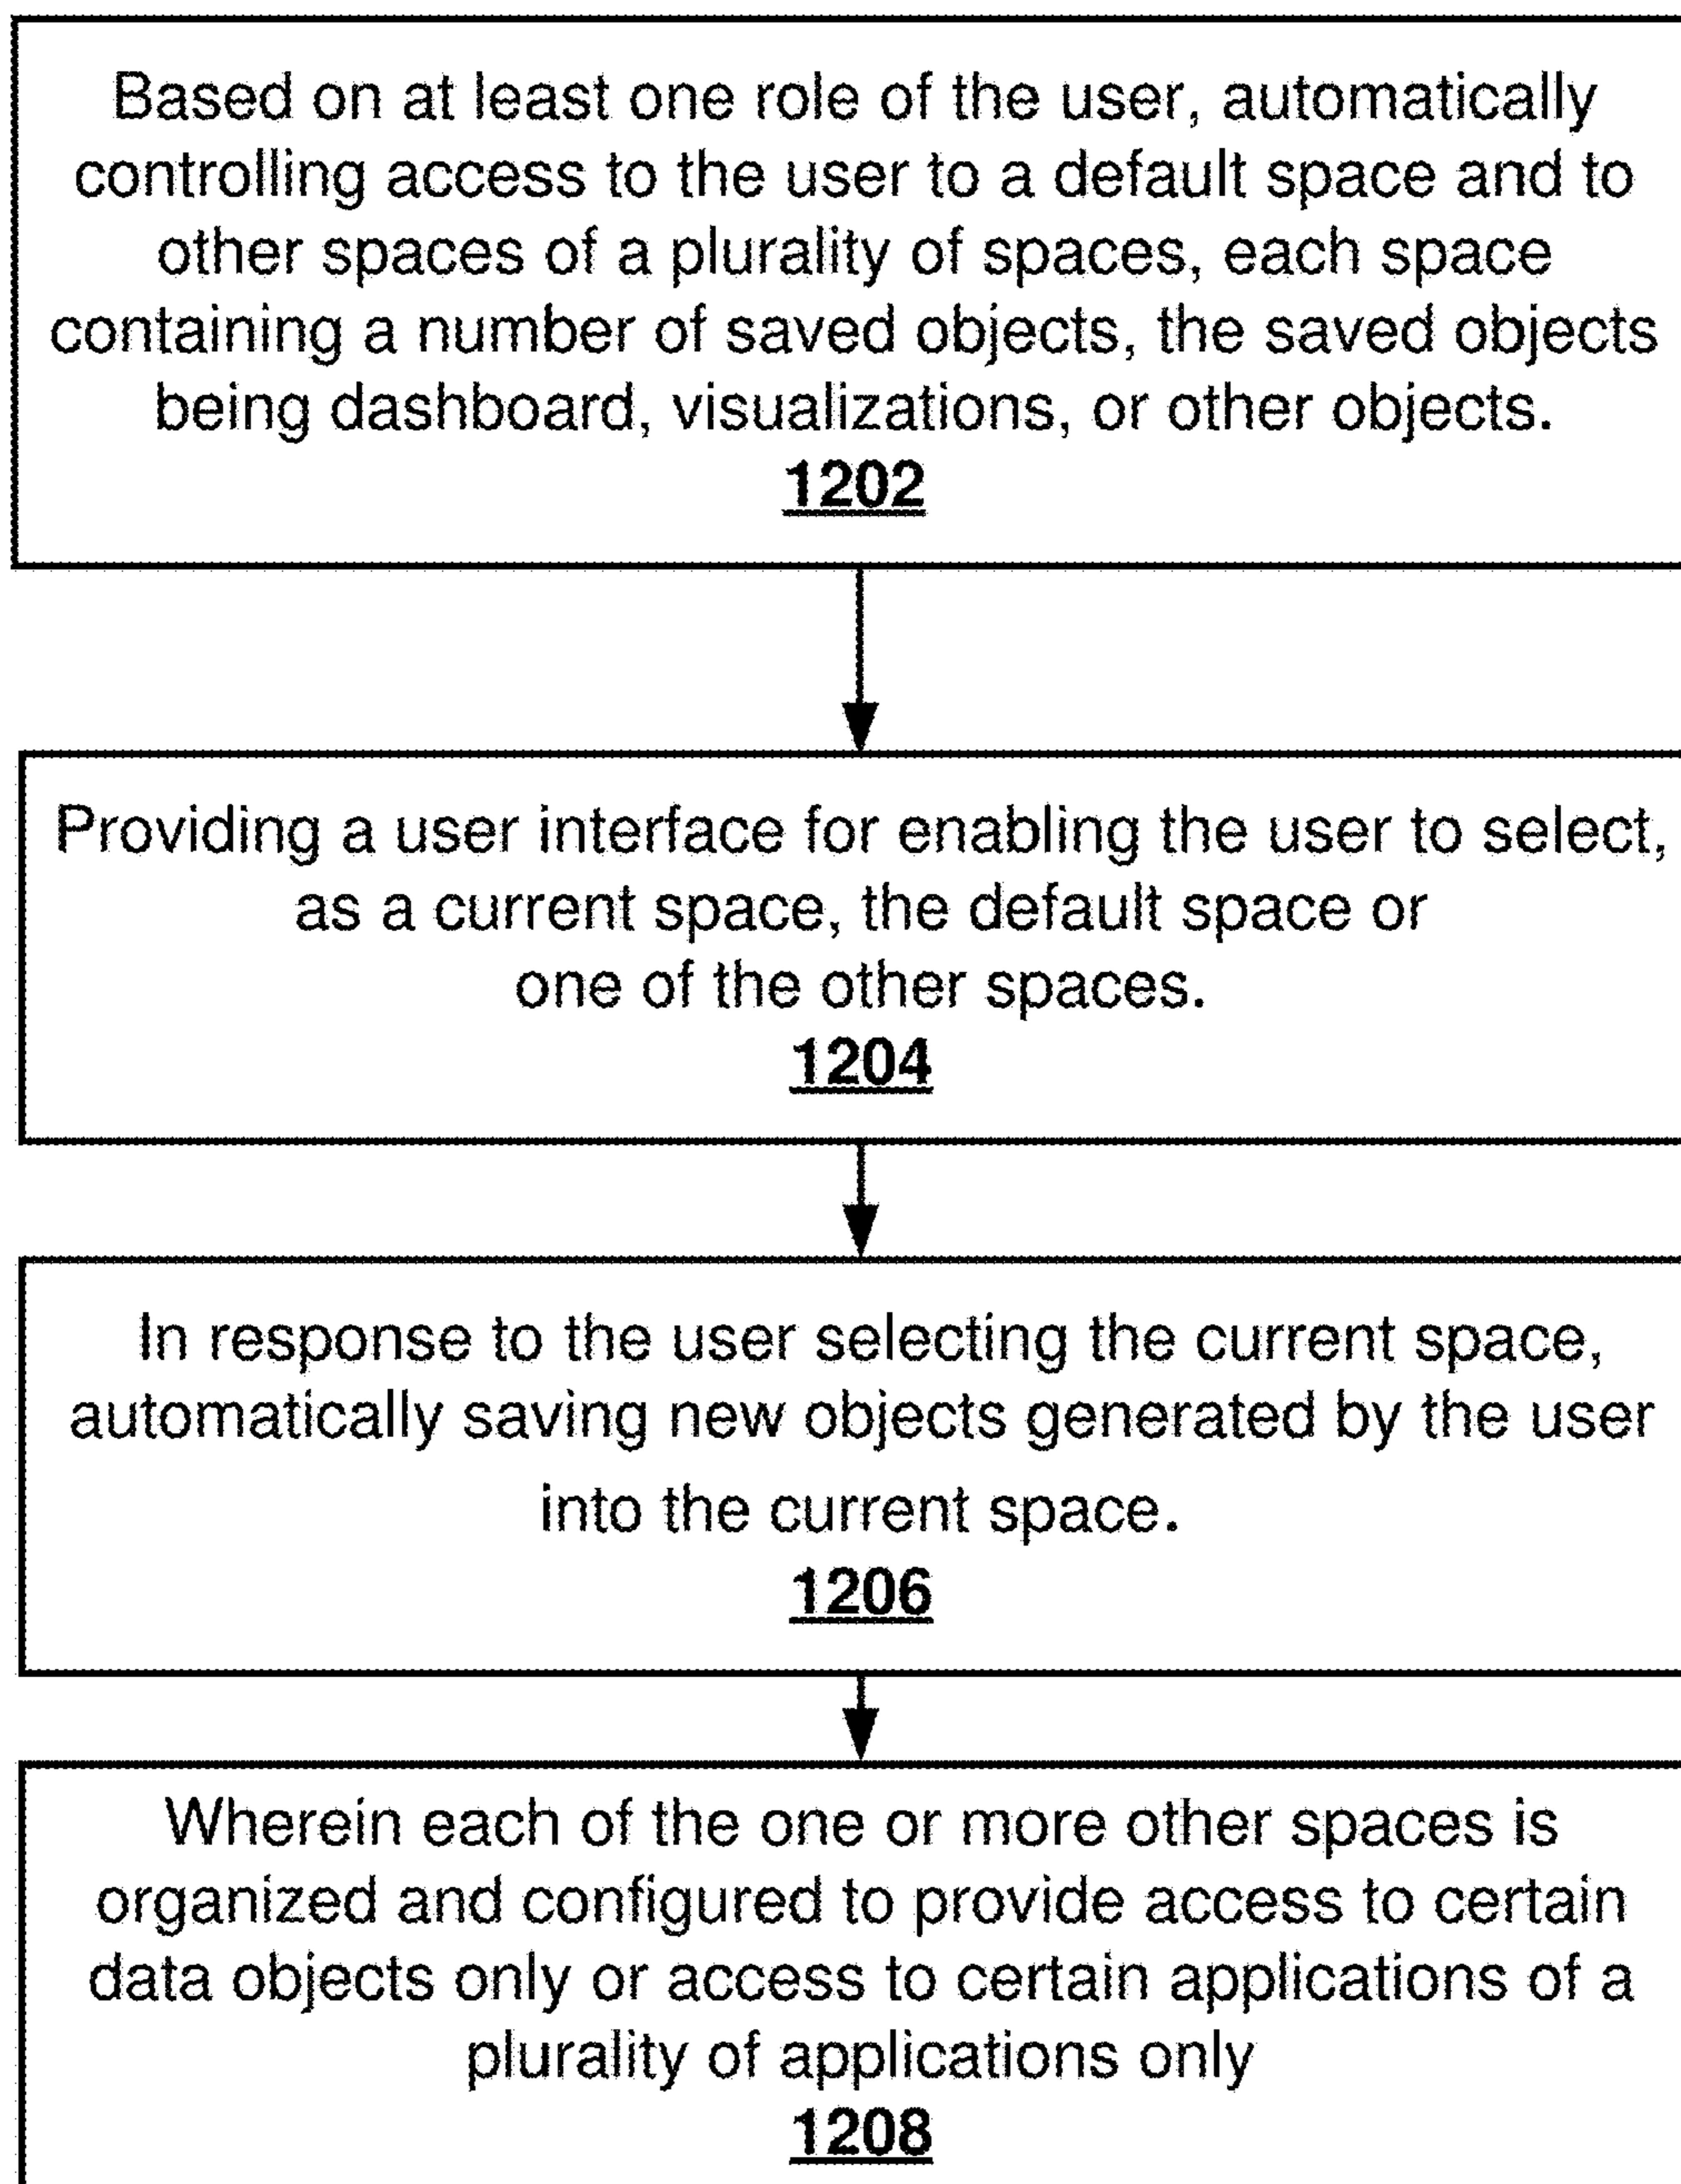 Based on at least one role of the user, automatically
controlling access to the user to a default space and to
other spaces of a plurality of spaces, each space
containing a number of saved objects, the saved objects
being dashboard, visualizations, or other objects.
1202
Providing a user interface for enabling the user to select,
as a current space, the default space or
one of the other spaces.
1204
In response to the user selecting the current space,
automatically saving new objects generated by the user
into the current space.
1206
Wherein each of the one or more other spaces is
organized and configured to provide access to certain
data objects only or access to certain applications of a
plurality of applications only
1208